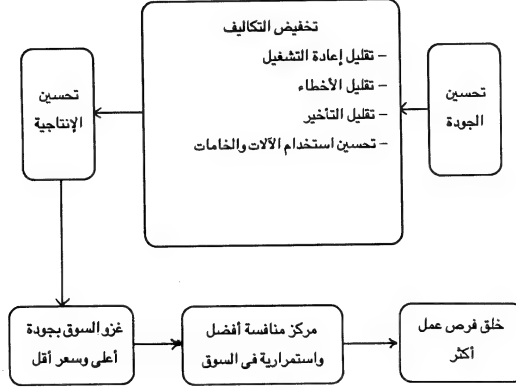 تحسين
الجودة
تخفيض التكاليف
– تقليل إعادة التشغيل
– تقليل الأخطاء
– تقليل التأخير
– تحسين استخدام الآلات والخامات
تحسين
الإنتاجية
غزو السوق بجودة
أعلى وسعر أقل
مركز منافسة أفضل
واستمرارية فى السوق
خلق فرص عمل
أكثر